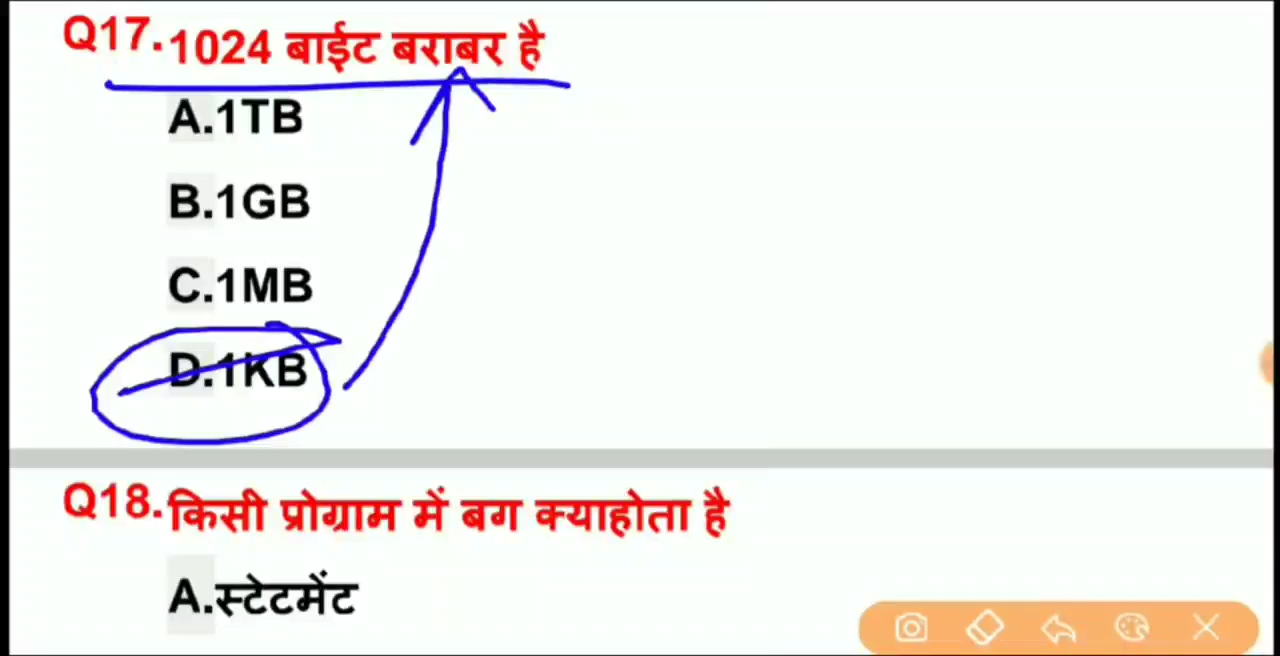 Q17. 1024 बाईट बराबर है
A.1TB
B.1GB
C.1MB
D.1KB
Q18. किसी प्रोग्राम में बग क्याहोता है
A.स्टेटमेंट